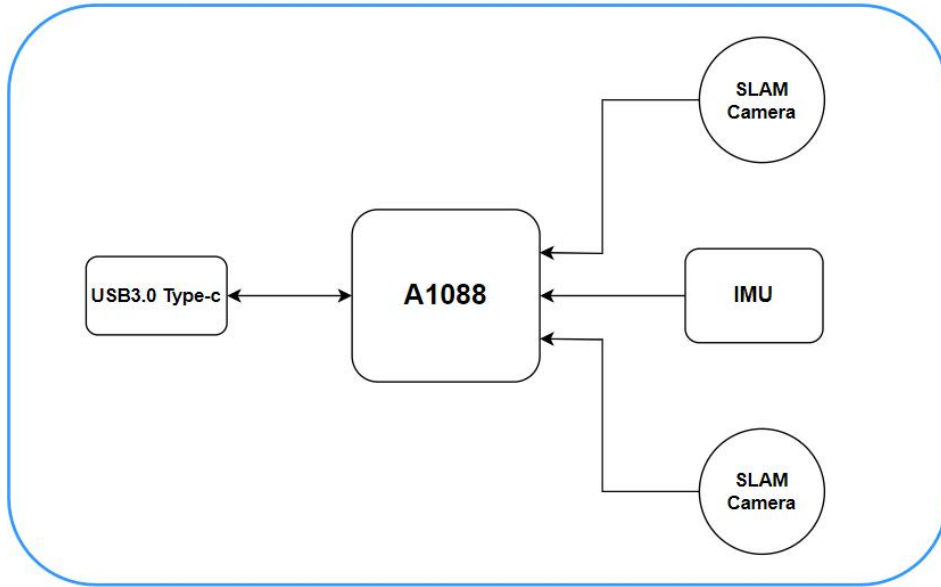 SLAM
Camera
USB3.0 Type-c
A1088
IMU
SLAM
Camera